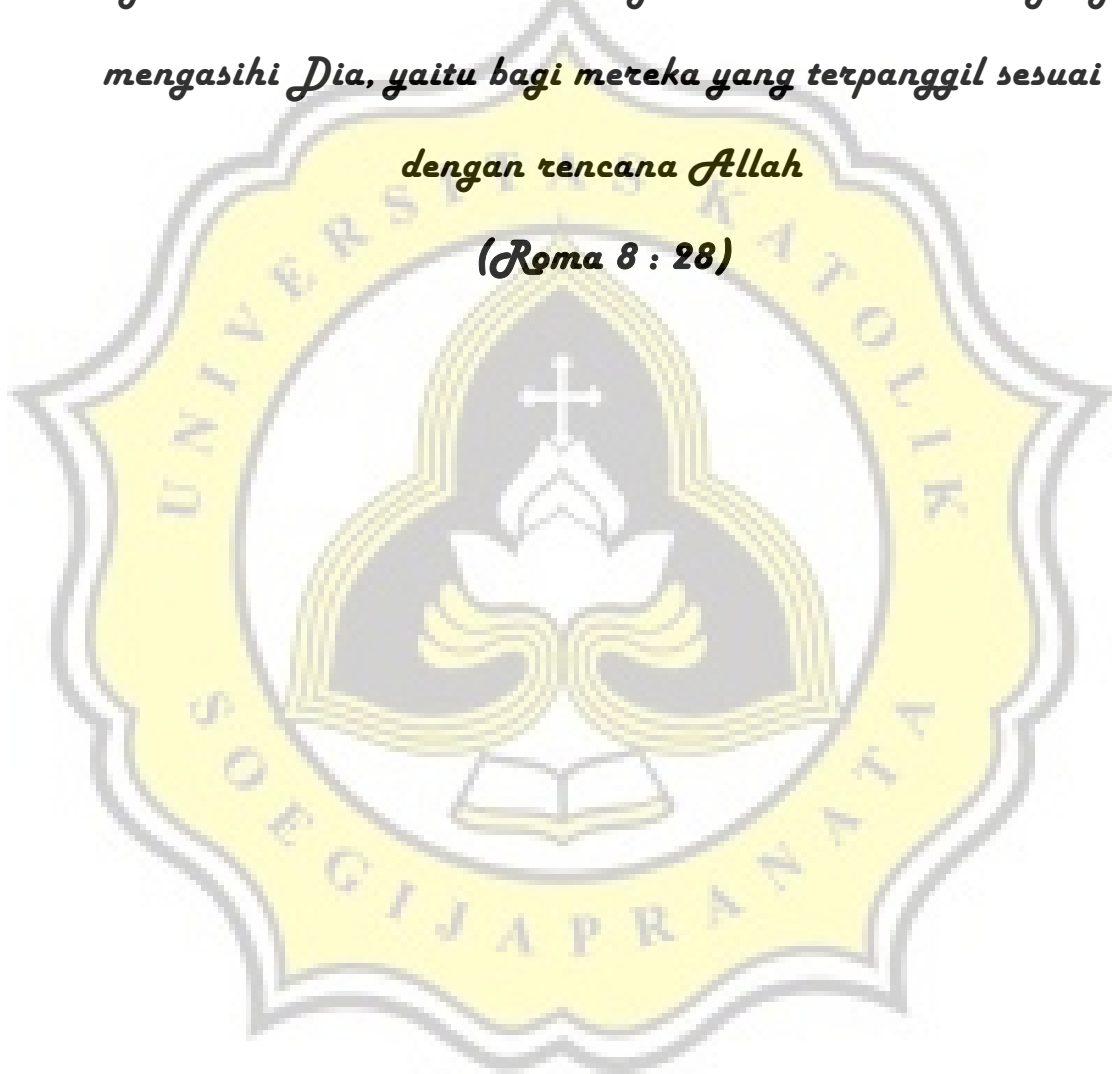 mengasihi Dia, yaitu bagi mereka yang terpanggil sesuai
dengan rencana Allah
(Roma 8 : 28)
UNIVERSITAS KATOLIK
SOEGIJAPRANATA